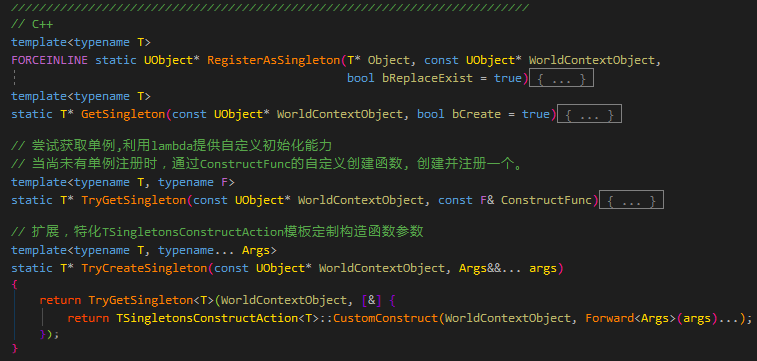 //////////////////////////////////////////////////////////////////////////
// C++
template<typename T>
FORCEINLINE static UObject* RegisterAsSingleton(T* Object, const UObject* WorldContextObject,
bool bReplaceExist = true){ ... }
template<typename T>
static T* GetSingleton(const UObject* WorldContextObject, bool bCreate = true){ ... }
// 尝试获取单例,利用lambda提供自定义初始化能力
// 当尚未有单例注册时，通过ConstructFunc的自定义创建函数, 创建并注册一个。
template<typename T, typename F>
static T* TryGetSingleton(const UObject* WorldContextObject, const F& ConstructFunc){ ... }
// 扩展，特化TSingletonsConstructAction模板定制构造函数参数
template<typename T, typename... Args>
static T* TryCreateSingleton(const UObject* WorldContextObject, Args&&... args)
{
return TryGetSingleton<T>(WorldContextObject, [&] {
return TSingletonsConstructAction<T>::CustomConstruct(WorldContextObject, Forward<Args>(args)...);
});
}